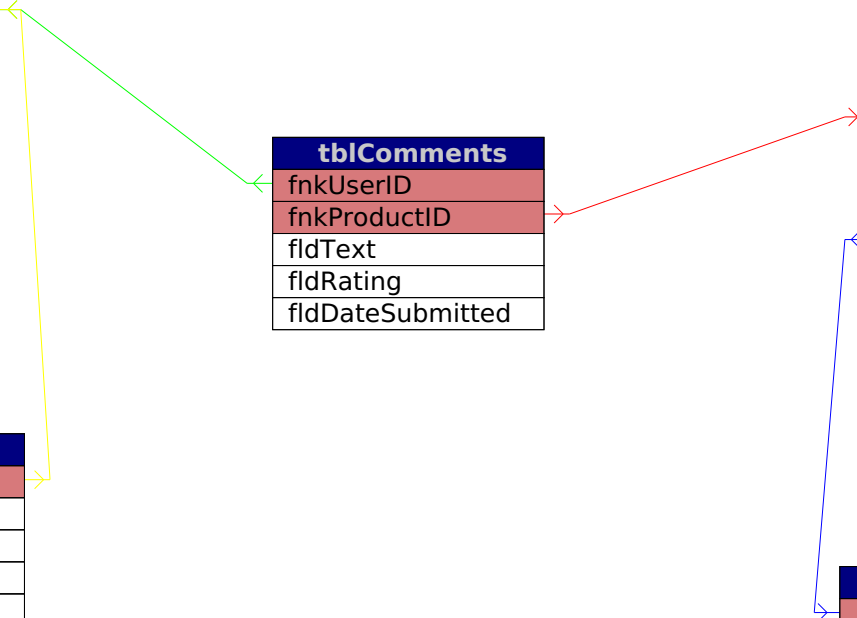 tblComments
fnkUserID
fnkProductID
fldText
fldRating
fldDateSubmitted